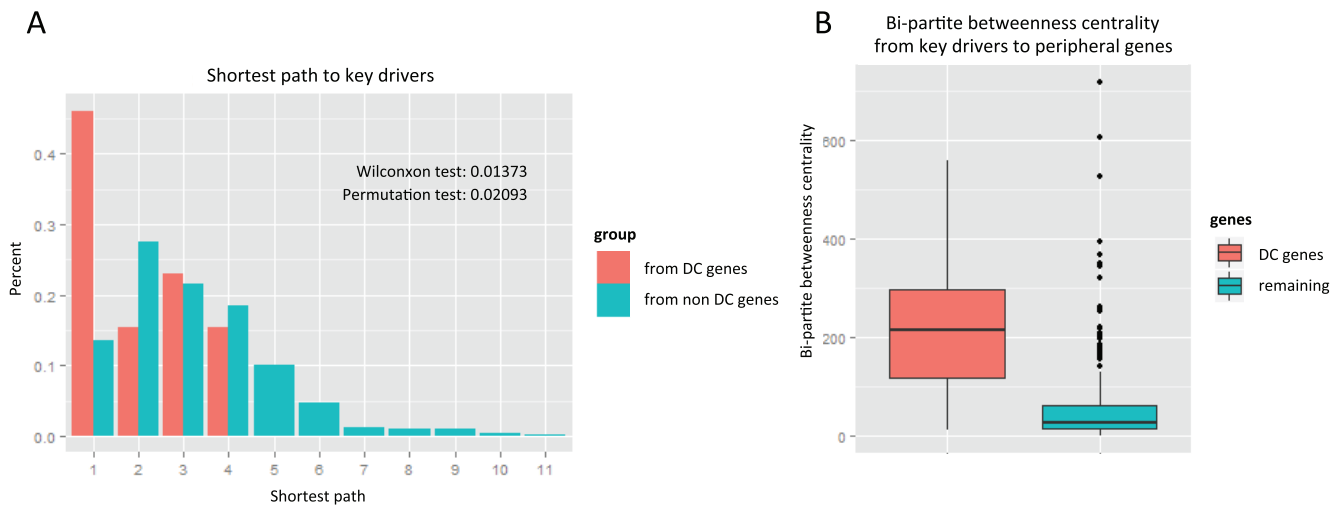 A
Shortest path to key drivers
Percent
0.4
0.3
0.2
0.1
0.0
Wilconxon test: 0.01373
Permutation test: 0.02093
1 2 3 4 5 6 7 8 9 10 11
Shortest path
group
from DC genes
from non DC genes
B
Bi-partite betweenness centrality
from key drivers to peripheral genes
Bi-partite betweenness centrality
600
400
200
0
genes
DC genes
remaining